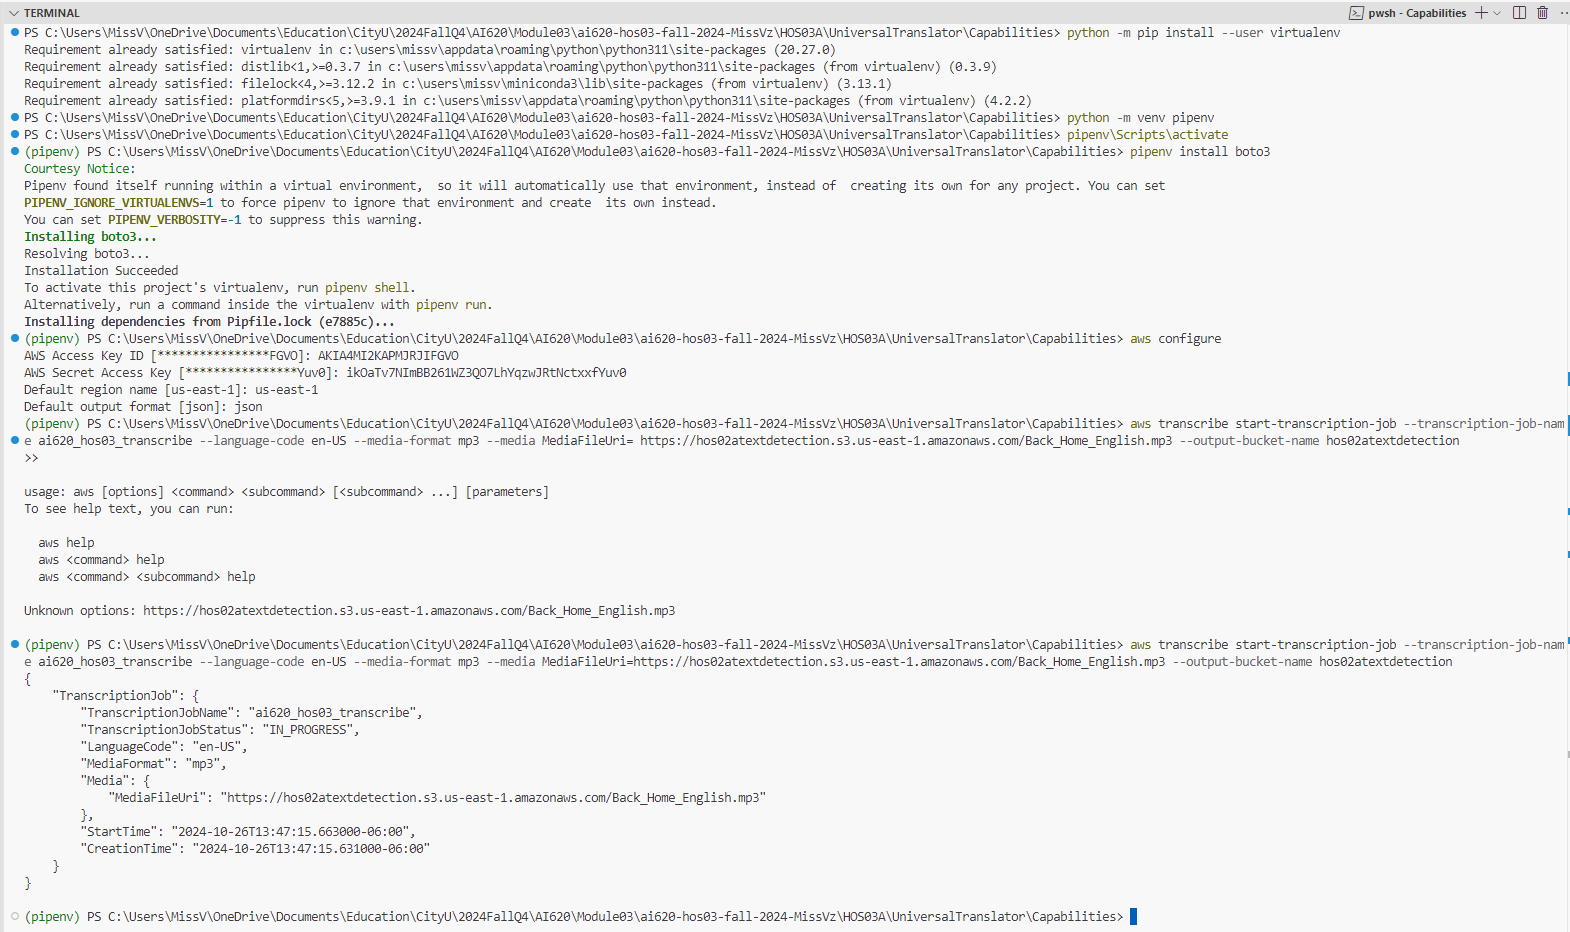 TERMINAL
pwsh - Capabilities
PS C:\Users\MissV\OneDrive\Documents\Education\CityU\2024FallQ4\AI620\Module03\ai620-hos03-fall-2024-MissVz\HOS03A\UniversalTranslator\Capabilities> python -m pip install --user virtualenv
Requirement already satisfied: virtualenv in c:\users\missv\appdata\roaming\python\python311\site-packages (20.27.0)
Requirement already satisfied: distlib<1,>=0.3.7 in c:\users\missv\appdata\roaming\python\python311\site-packages (from virtualenv) (0.3.9)
Requirement already satisfied: filelock<4,>=3.12.2 in c:\users\missv\miniconda3\lib\site-packages (from virtualenv) (3.13.1)
Requirement already satisfied: platformdirs<5,>=3.9.1 in c:\users\missv\appdata\roaming\python\python311\site-packages (from virtualenv) (4.2.2)
PS C:\Users\MissV\OneDrive\Documents\Education\CityU\2024FallQ4\AI620\Module03\ai620-hos03-fall-2024-MissVz\HOS03A\UniversalTranslator\Capabilities> python -m venv pipenv
PS C:\Users\MissV\OneDrive\Documents\Education\CityU\2024FallQ4\AI620\Module03\ai620-hos03-fall-2024-MissVz\HOS03A\UniversalTranslator\Capabilities> pipenv\Scripts\activate
(pipenv) PS C:\Users\MissV\OneDrive\Documents\Education\CityU\2024FallQ4\AI620\Module03\ai620-hos03-fall-2024-MissVz\HOS03A\UniversalTranslator\Capabilities> pipenv install boto3
Courtesy Notice:
Pipenv found itself running within a virtual environment,  so it will automatically use that environment, instead of  creating its own for any project. You can set
PIPENV_IGNORE_VIRTUALENVS=1 to force pipenv to ignore that environment and create  its own instead.
You can set PIPENV_VERBOSITY=-1 to suppress this warning.
Installing boto3...
Resolving boto3...
Installation Succeeded
To activate this project's virtualenv, run pipenv shell.
Alternatively, run a command inside the virtualenv with pipenv run.
Installing dependencies from Pipfile.lock (e7885c)...
(pipenv) PS C:\Users\MissV\OneDrive\Documents\Education\CityU\2024FallQ4\AI620\Module03\ai620-hos03-fall-2024-MissVz\HOS03A\UniversalTranslator\Capabilities> aws configure
AWS Access Key ID [****************FGVO]: [redacted credential]
AWS Secret Access Key [****************Yuv0]: [redacted credential]
Default region name [us-east-1]: us-east-1
Default output format [json]: json
(pipenv) PS C:\Users\MissV\OneDrive\Documents\Education\CityU\2024FallQ4\AI620\Module03\ai620-hos03-fall-2024-MissVz\HOS03A\UniversalTranslator\Capabilities> aws transcribe start-transcription-job --transcription-job-nam
e ai620_hos03_transcribe --language-code en-US --media-format mp3 --media MediaFileUri= https://hos02atextdetection.s3.us-east-1.amazonaws.com/Back_Home_English.mp3 --output-bucket-name hos02atextdetection
>>
usage: aws [options] <command> <subcommand> [<subcommand> ...] [parameters]
To see help text, you can run:
aws help
aws <command> help
aws <command> <subcommand> help
Unknown options: https://hos02atextdetection.s3.us-east-1.amazonaws.com/Back_Home_English.mp3
(pipenv) PS C:\Users\MissV\OneDrive\Documents\Education\CityU\2024FallQ4\AI620\Module03\ai620-hos03-fall-2024-MissVz\HOS03A\UniversalTranslator\Capabilities> aws transcribe start-transcription-job --transcription-job-nam
e ai620_hos03_transcribe --language-code en-US --media-format mp3 --media MediaFileUri=https://hos02atextdetection.s3.us-east-1.amazonaws.com/Back_Home_English.mp3 --output-bucket-name hos02atextdetection
{
    "TranscriptionJob": {
        "TranscriptionJobName": "ai620_hos03_transcribe",
        "TranscriptionJobStatus": "IN_PROGRESS",
        "LanguageCode": "en-US",
        "MediaFormat": "mp3",
        "Media": {
            "MediaFileUri": "https://hos02atextdetection.s3.us-east-1.amazonaws.com/Back_Home_English.mp3"
        },
        "StartTime": "2024-10-26T13:47:15.663000-06:00",
        "CreationTime": "2024-10-26T13:47:15.631000-06:00"
    }
}
(pipenv) PS C:\Users\MissV\OneDrive\Documents\Education\CityU\2024FallQ4\AI620\Module03\ai620-hos03-fall-2024-MissVz\HOS03A\UniversalTranslator\Capabilities>